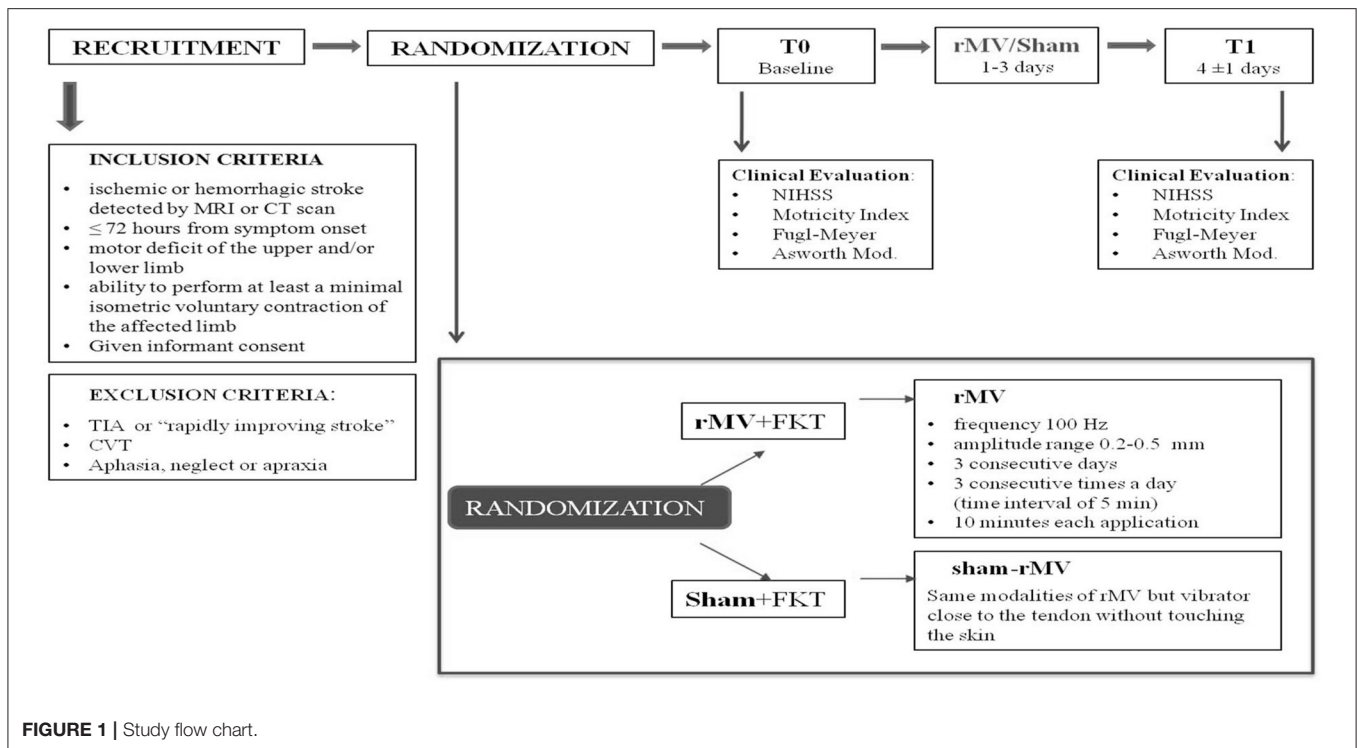 RECRUITMENT
RANDOMIZATION
T0
Baseline
rMV/Sham
1-3 days
T1
4 ±1 days
INCLUSION CRITERIA
• ischemic or hemorrhagic stroke
detected by MRI or CT scan
• ≤ 72 hours from symptom onset
• motor deficit of the upper and/or
lower limb
• ability to perform at least a minimal
isometric voluntary contraction of
the affected limb
• Given informant consent
EXCLUSION CRITERIA:
• TIA or “rapidly improving stroke”
• CVT
• Aphasia, neglect or apraxia
Clinical Evaluation:
• NIHSS
• Motricity Index
• Fugl-Meyer
• Asworth Mod.
Clinical Evaluation:
• NIHSS
• Motricity Index
• Fugl-Meyer
• Asworth Mod.
RANDOMIZATION
rMV+FKT
rMV
• frequency 100 Hz
• amplitude range 0.2-0.5 mm
• 3 consecutive days
• 3 consecutive times a day
(time interval of 5 min)
• 10 minutes each application
Sham+FKT
sham-rMV
Same modalities of rMV but vibrator
close to the tendon without touching
the skin
FIGURE 1 | Study flow chart.